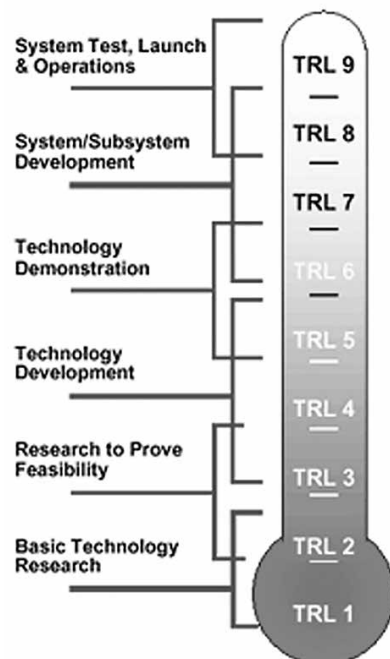 System Test, Launch
& Operations
System/Subsystem
Development
Technology
Demonstration
Technology
Development
Research to Prove
Feasibility
Basic Technology
Research
TRL 9
TRL 8
TRL 7
TRL 6
TRL 5
TRL 4
TRL 3
TRL 2
TRL 1